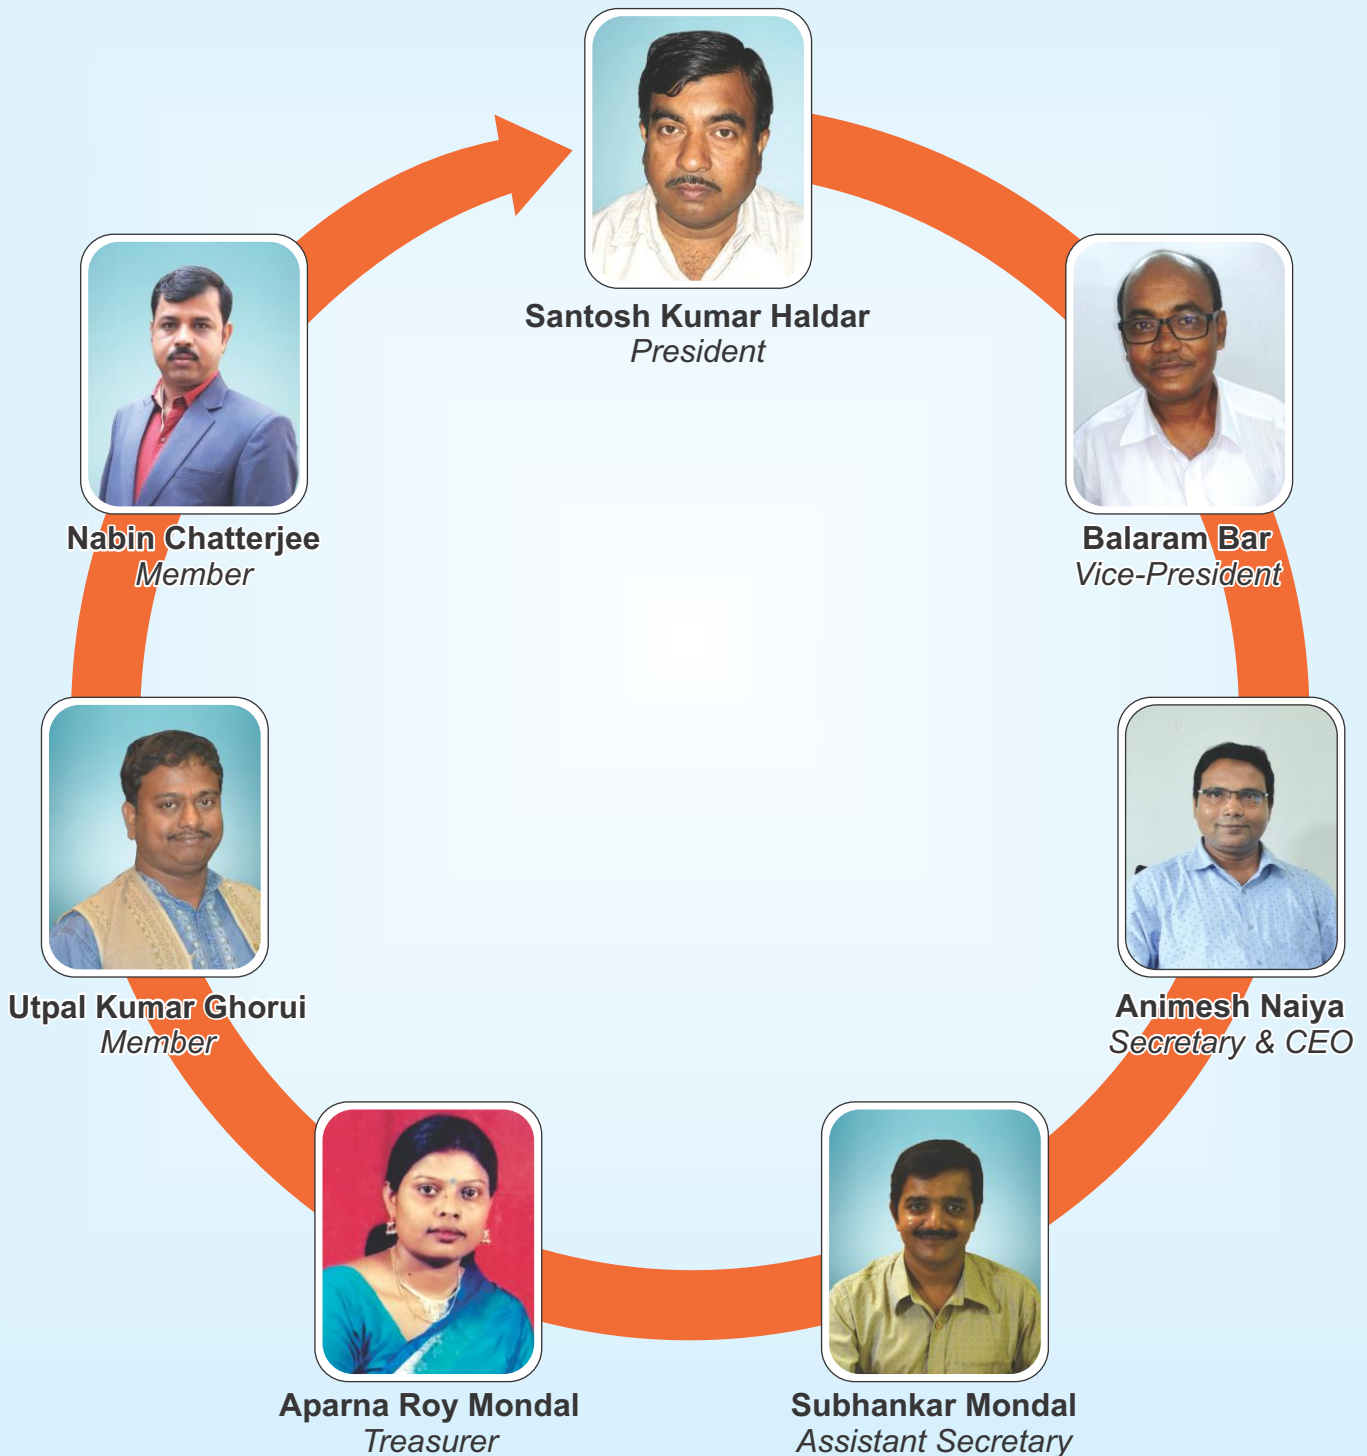 Santosh Kumar Haldar
President
Balaram Bar
Vice-President
Animesh Naiya
Secretary & CEO
Subhankar Mondal
Assistant Secretary
Aparna Roy Mondal
Treasurer
Utpal Kumar Ghorui
Member
Nabin Chatterjee
Member